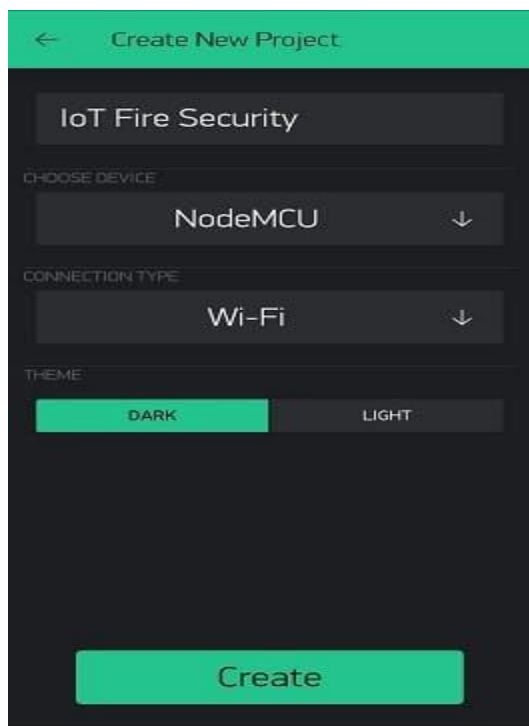 Create New Project
IoT Fire Security
CHOOSE DEVICE
NodeMCU
CONNECTION TYPE
Wi-Fi
THEME
DARK LIGHT
Create